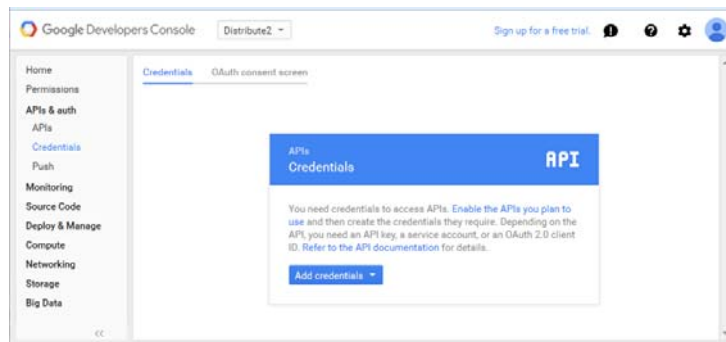 Google Developers Console
Distribute2
Sign up for a free trial.
Home
Permissions
APIs & auth
APIs
Credentials
Push
Monitoring
Source Code
Deploy & Manage
Compute
Networking
Storage
Big Data
<<
Credentials
OAuth consent screen
APIs
Credentials
API
You need credentials to access APIs. Enable the APIs you plan to
use and then create the credentials they require. Depending on the
API, you need an API key, a service account, or an OAuth 2.0 client
ID. Refer to the API documentation for details.
Add credentials